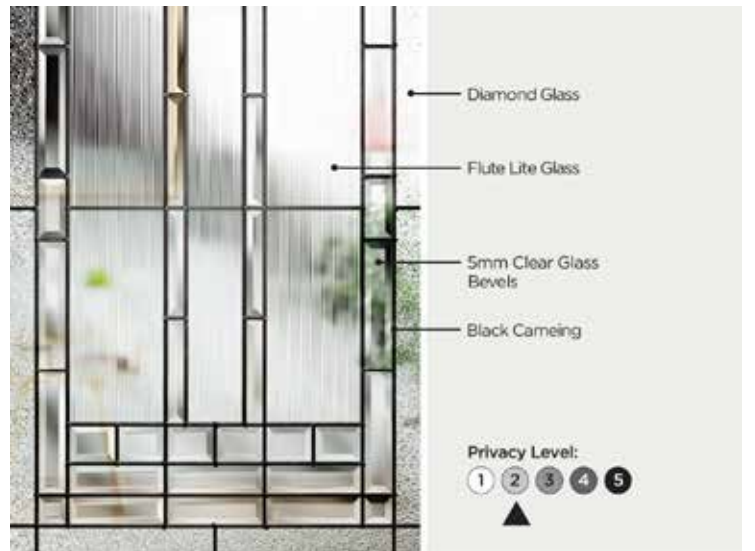 Diamond Glass
Flute Lite Glass
5mm Clear Glass
Bevels
Black Cameing
Privacy Level:
1 2 3 4 5